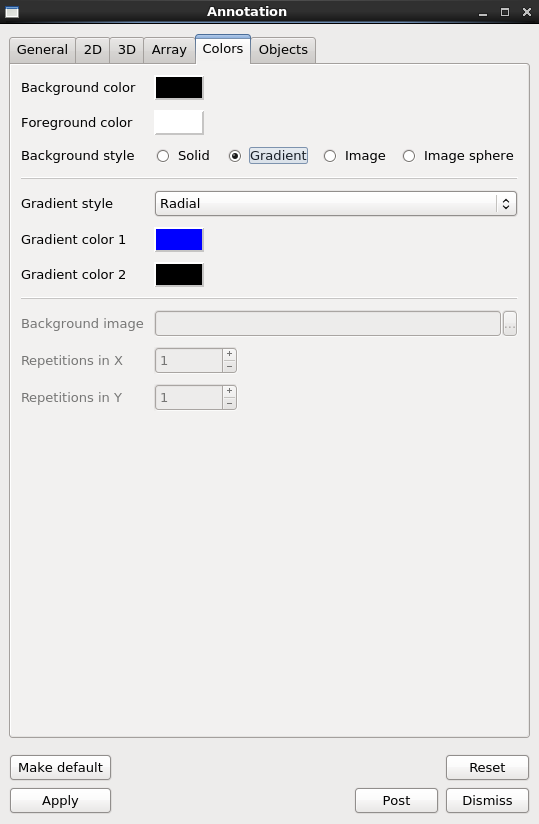 Annotation
General 2D 3D Array Colors Objects
Background color
Foreground color
Background style Solid Gradient Image Image sphere
Gradient style Radial
Gradient color 1
Gradient color 2
Background image ...
Repetitions in X 1 + −
Repetitions in Y 1 + −
Make default Reset
Apply Post Dismiss